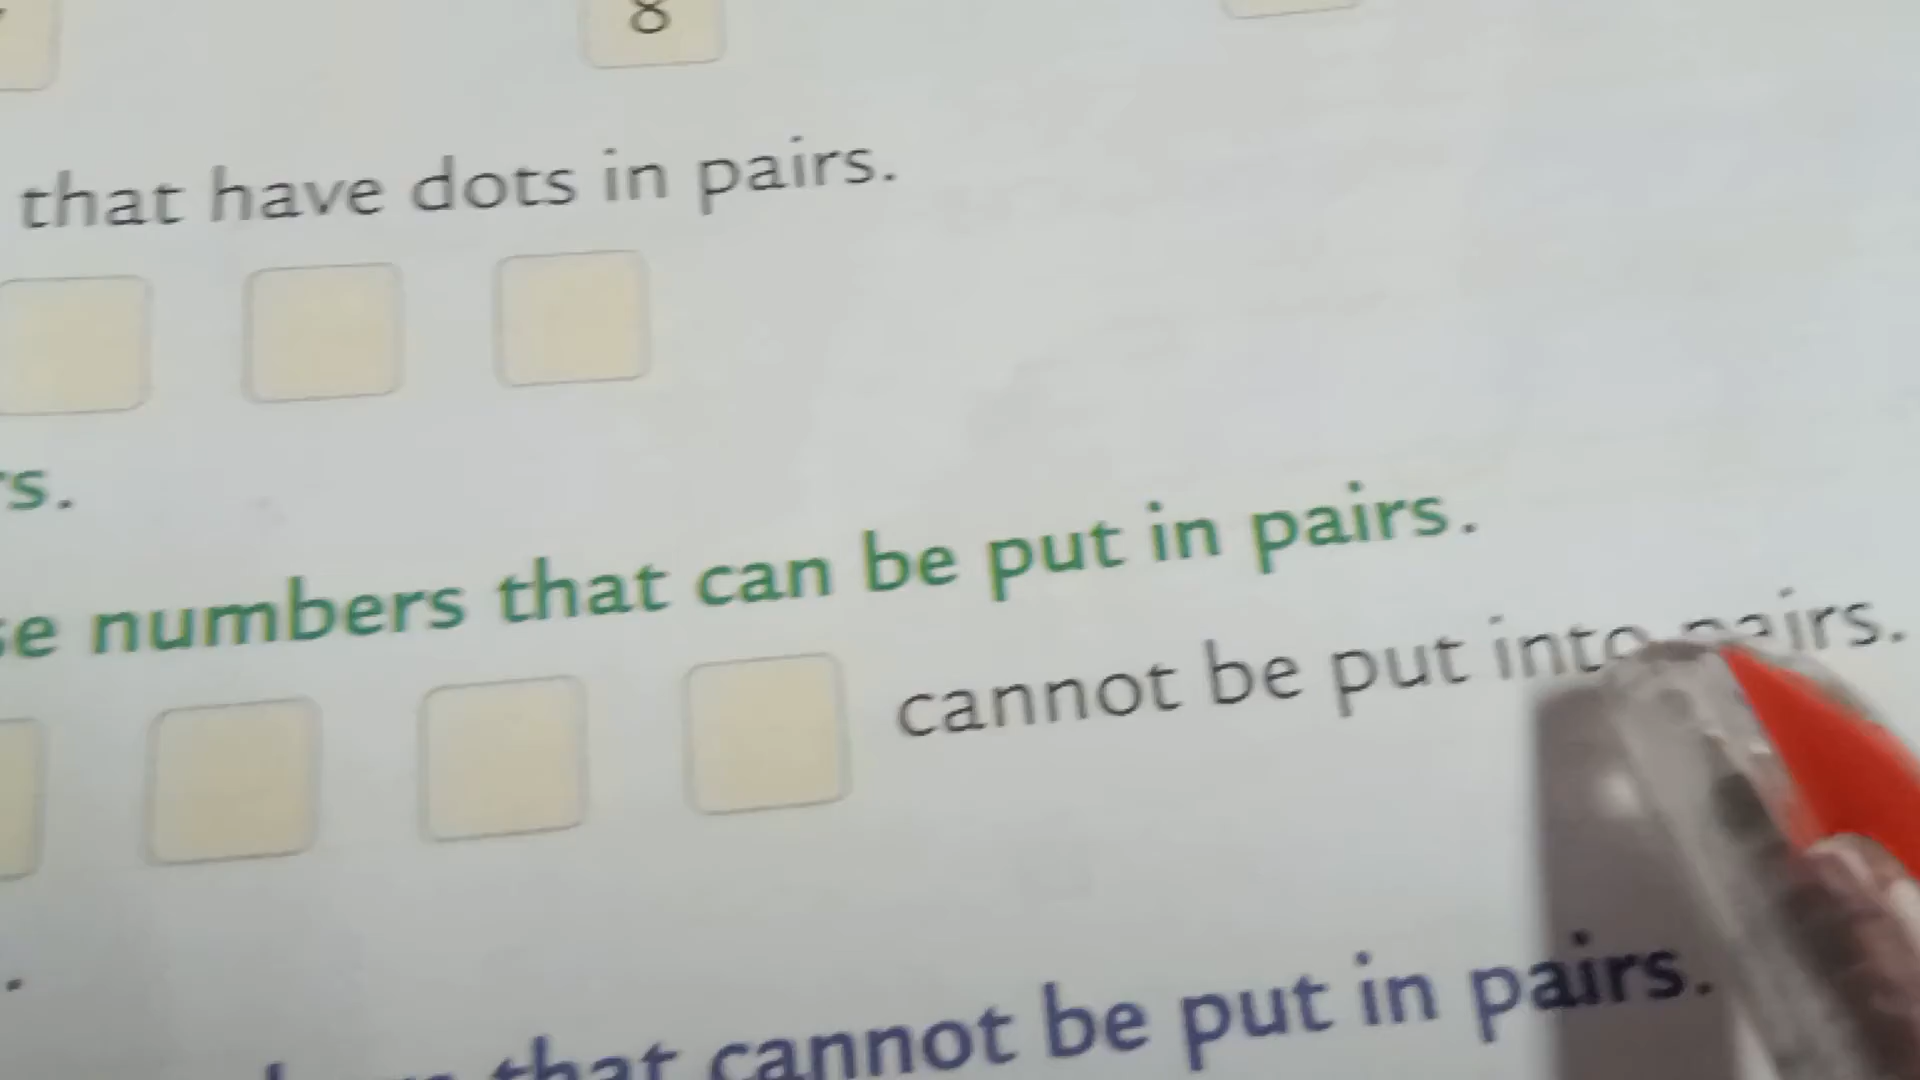 8
that have dots in pairs.
numbers that can be put in pairs.
cannot be put into pairs.
that cannot be put in pairs.